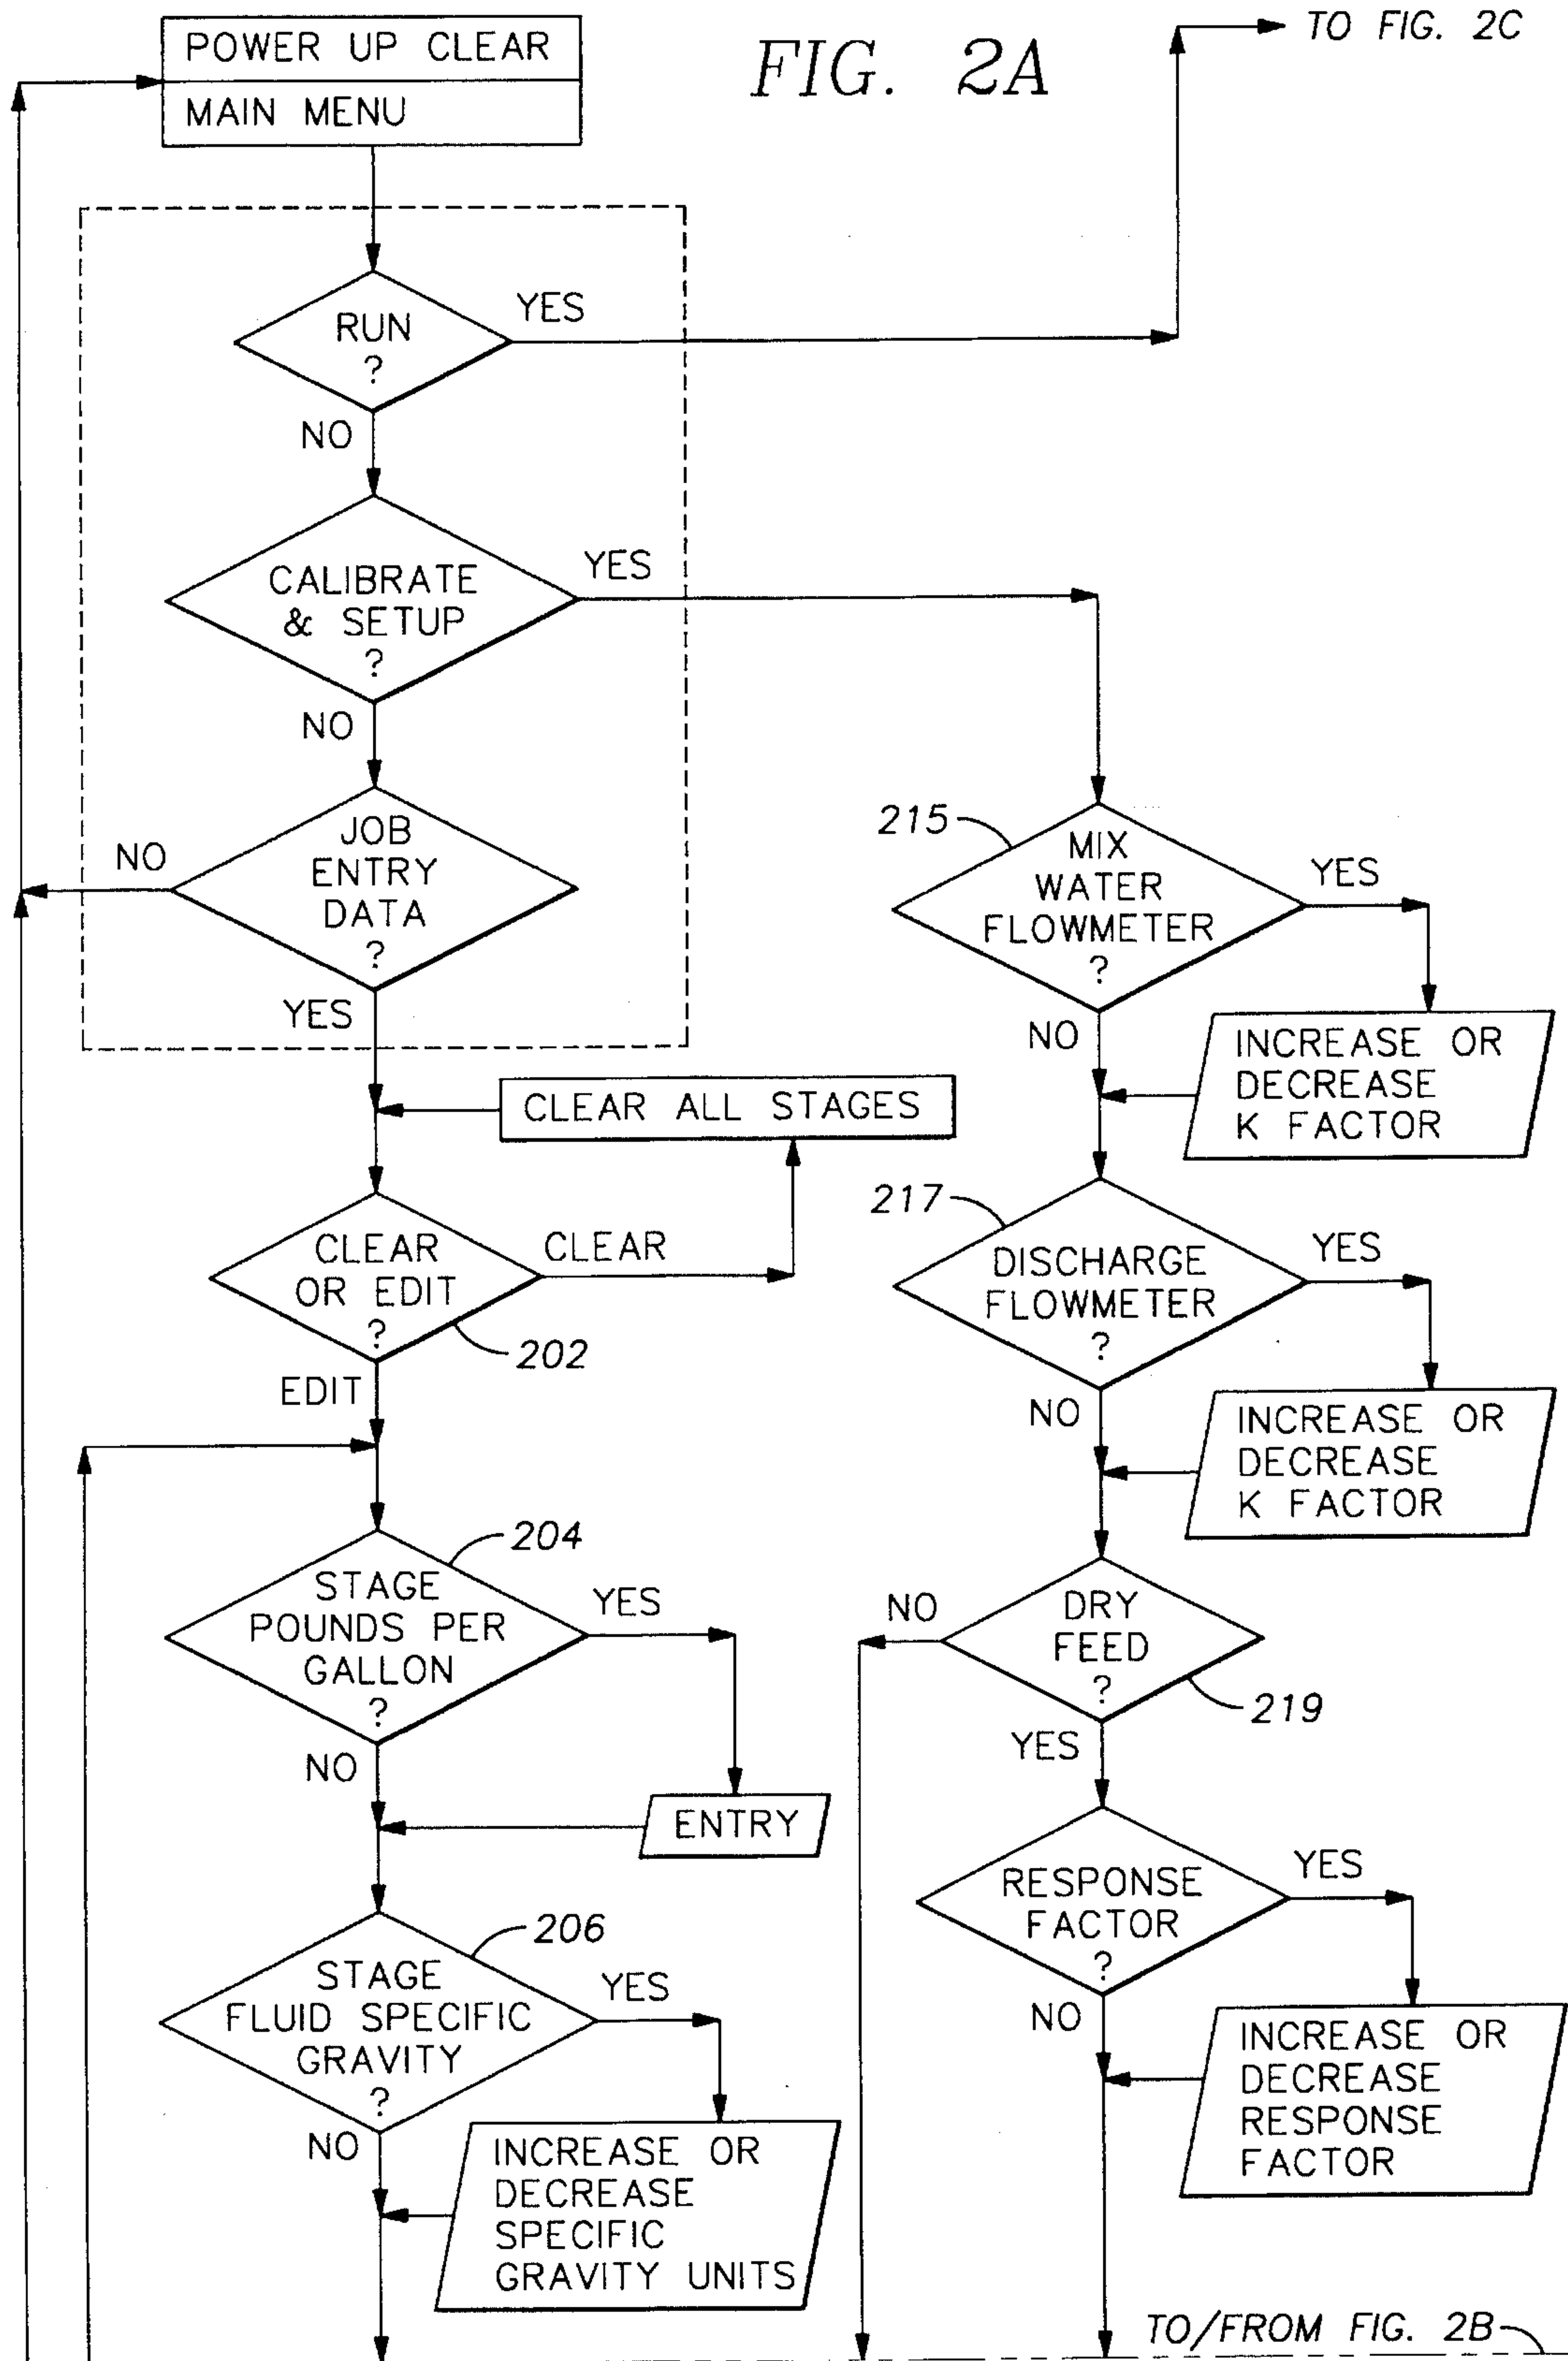 POWER UP CLEAR
MAIN MENU
FIG. 2A
TO FIG. 2C
RUN
?
YES
NO
CALIBRATE
& SETUP
?
YES
NO
JOB
ENTRY
DATA
?
NO
YES
CLEAR ALL STAGES
CLEAR
OR EDIT
?
CLEAR
202
EDIT
204
STAGE
POUNDS PER
GALLON
?
YES
NO
ENTRY
206
STAGE
FLUID SPECIFIC
GRAVITY
?
YES
NO
INCREASE OR
DECREASE
SPECIFIC
GRAVITY UNITS
215
MIX
WATER
FLOWMETER
?
YES
NO
INCREASE OR
DECREASE
K FACTOR
217
DISCHARGE
FLOWMETER
?
YES
NO
INCREASE OR
DECREASE
K FACTOR
NO
DRY
FEED
?
219
YES
RESPONSE
FACTOR
?
YES
NO
INCREASE OR
DECREASE
RESPONSE
FACTOR
TO/FROM FIG. 2B